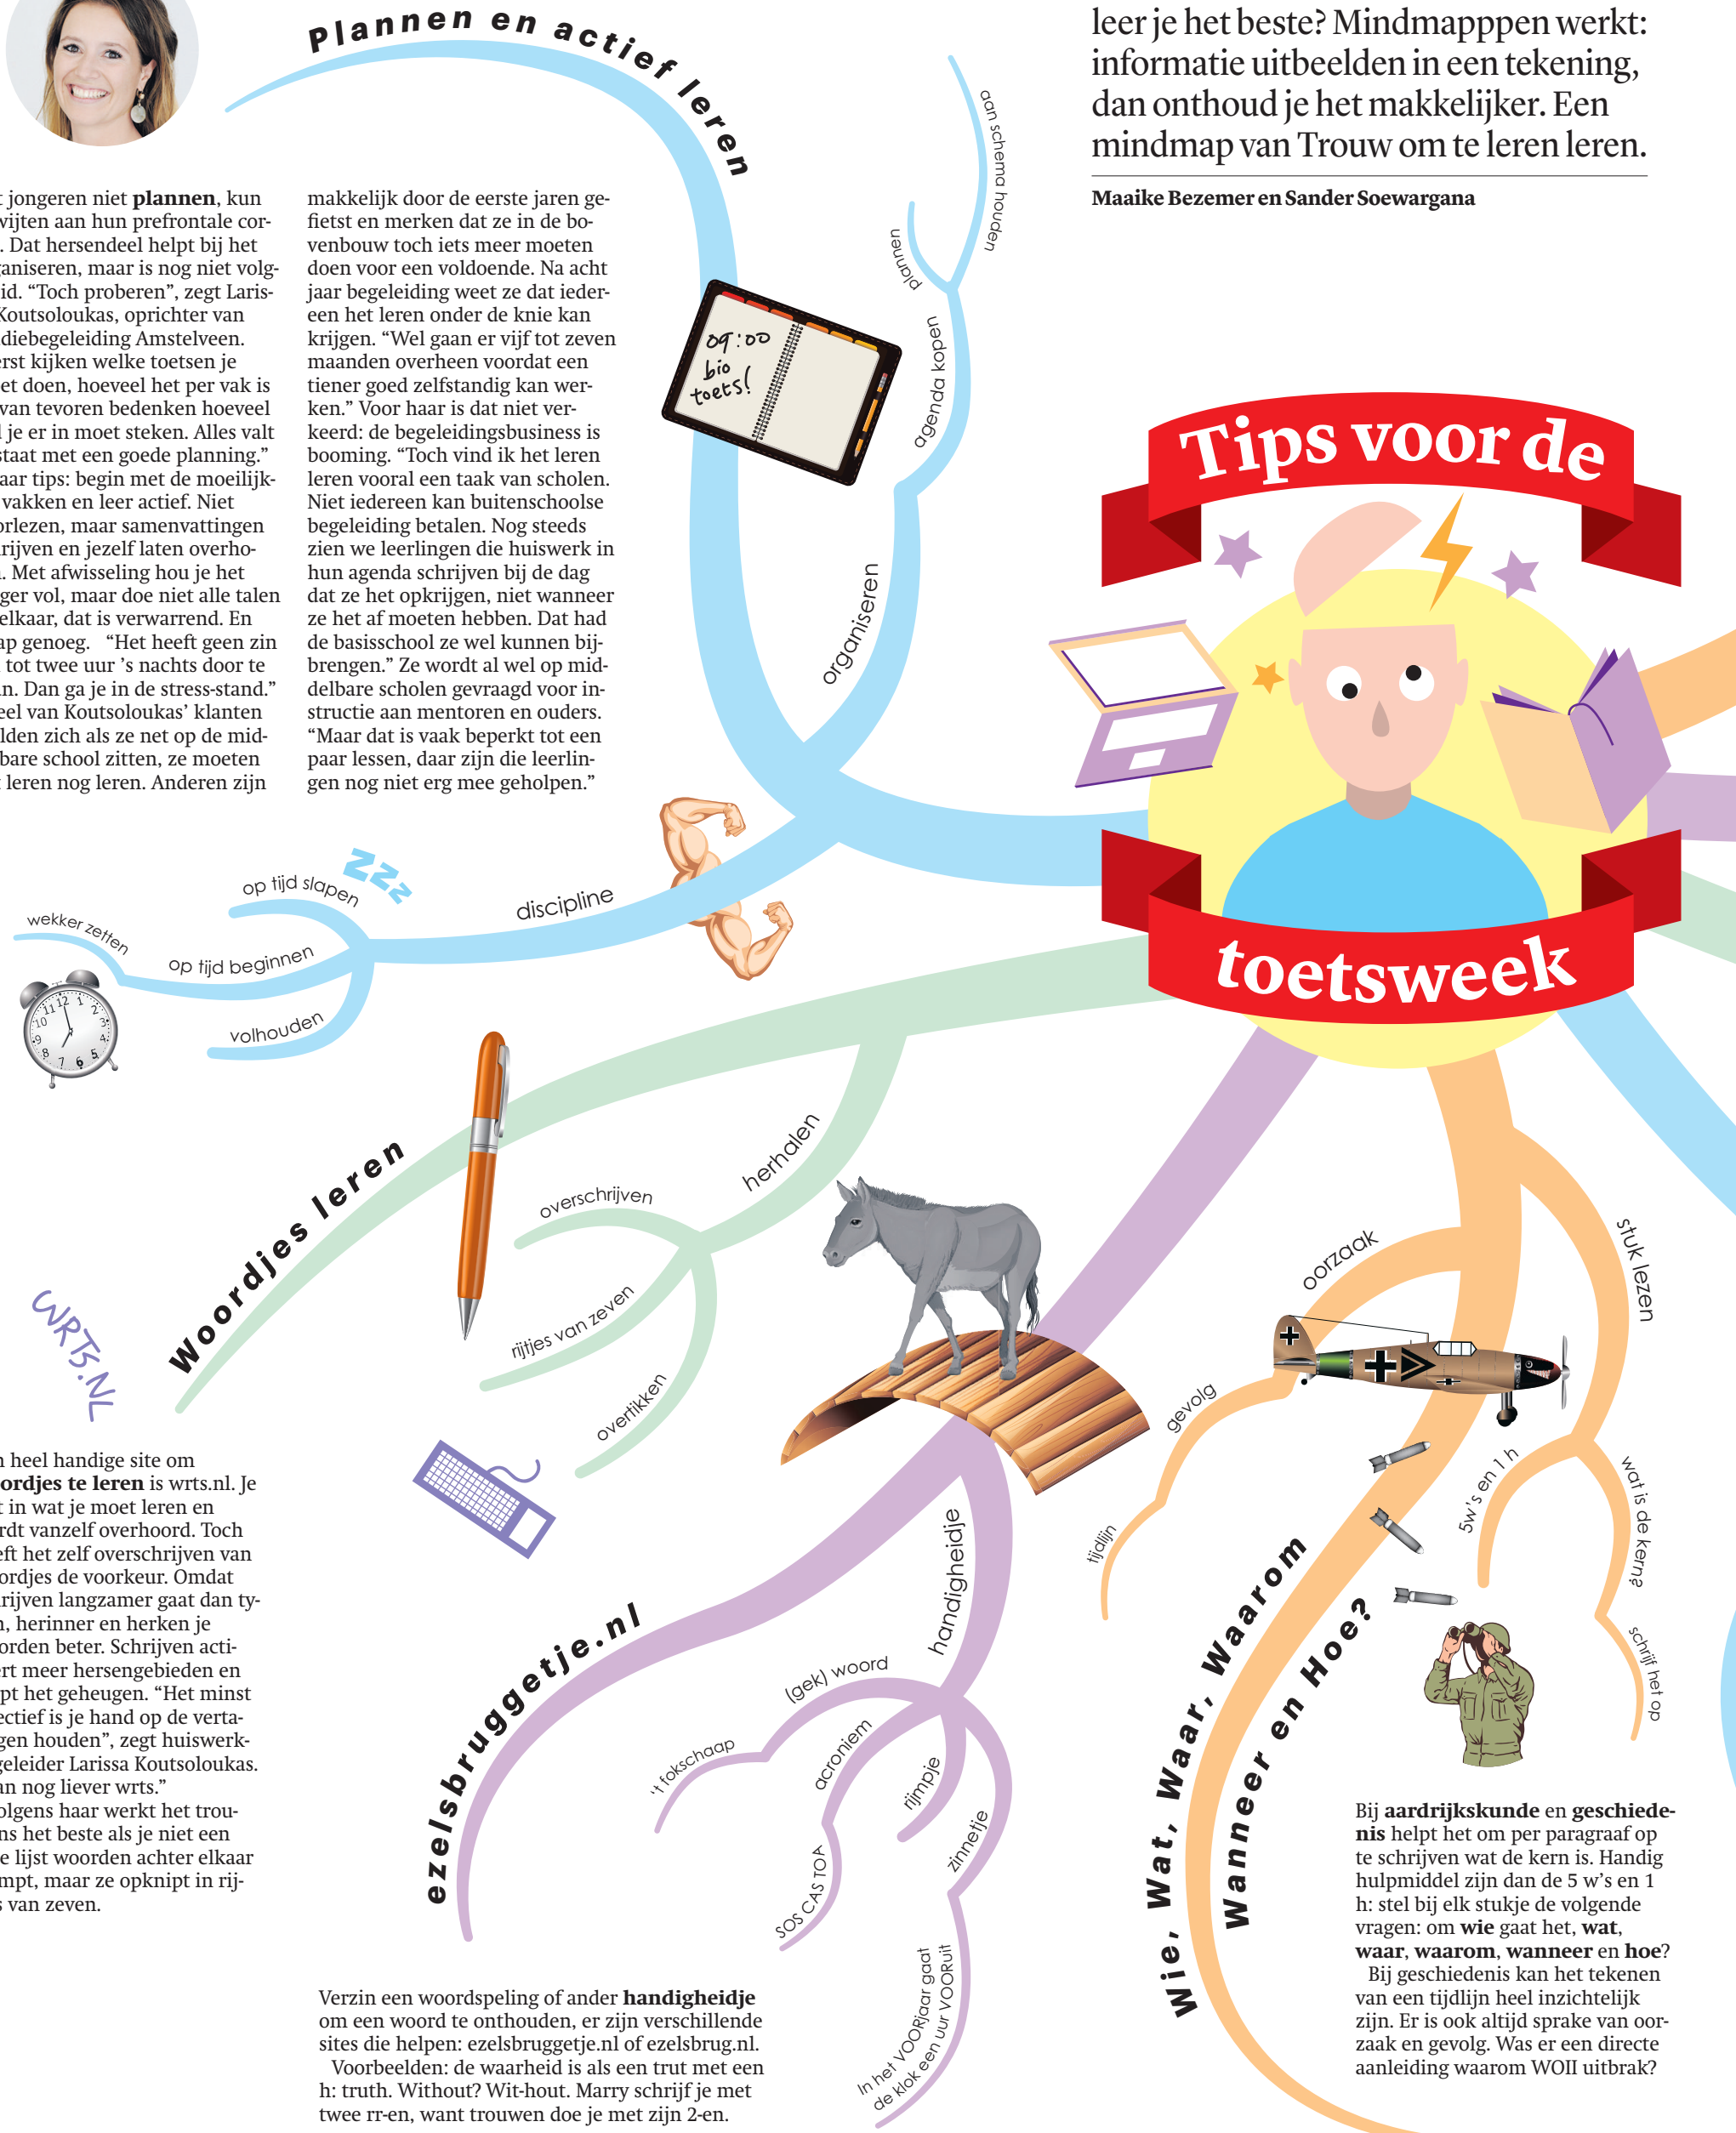 leer je het beste? Mindmapppen werkt:
informatie uitbeelden in een tekening,
dan onthoud je het makkelijker. Een
mindmap van Trouw om te leren leren.
Maaike Bezemer en Sander Soewargana
Plannen en actief leren
jongeren niet plannen, kun
wijten aan hun prefrontale cor-
. Dat hersendeel helpt bij het
aniseren, maar is nog niet volg-
id. “Toch proberen”, zegt Laris-
Koutsoloukas, oprichter van
diebegeleiding Amstelveen.
erst kijken welke toetsen je
et doen, hoeveel het per vak is
van tevoren bedenken hoeveel
je er in moet steken. Alles valt
staat met een goede planning.”
aar tips: begin met de moeilijk-
vakken en leer actief. Niet
orlezen, maar samenvattingen
rijven en jezelf laten overho-
. Met afwisseling hou je het
ger vol, maar doe niet alle talen
elkaar, dat is verwarrend. En
ap genoeg. “Het heeft geen zin
tot twee uur ’s nachts door te
an. Dan ga je in de stress-stand.”
eel van Koutsoloukas’ klanten
lden zich als ze net op de mid-
bare school zitten, ze moeten
leren nog leren. Anderen zijn
makkelijk door de eerste jaren ge-
fietst en merken dat ze in de bo-
venbouw toch iets meer moeten
doen voor een voldoende. Na acht
jaar begeleiding weet ze dat ieder-
een het leren onder de knie kan
krijgen. “Wel gaan er vijf tot zeven
maanden overheen voordat een
tiener goed zelfstandig kan wer-
ken.” Voor haar is dat niet ver-
keerd: de begeleidingsbusiness is
booming. “Toch vind ik het leren
leren vooral een taak van scholen.
Niet iedereen kan buitenschoolse
begeleiding betalen. Nog steeds
zien we leerlingen die huiswerk in
hun agenda schrijven bij de dag
dat ze het opkrijgen, niet wanneer
ze het af moeten hebben. Dat had
de basisschool ze wel kunnen bij-
brengen.” Ze wordt al wel op mid-
delbare scholen gevraagd voor in-
structie aan mentoren en ouders.
“Maar dat is vaak beperkt tot een
paar lessen, daar zijn die leerlin-
gen nog niet erg mee geholpen.”
09:00
bio
toets!
aan schema houden
plannen
agenda kopen
organiseren
Tips voor de
toetsweek
discipline
zzz
op tijd slapen
wekker zetten
op tijd beginnen
volhouden
12 1 2 3 4 5 6 7 8 9 10 11
Woordjes leren
herhalen
overschrijven
rijtjes van zeven
overtikken
WRTS.NL
n heel handige site om
ordjes te leren is wrts.nl. Je
t in wat je moet leren en
rdt vanzelf overhoord. Toch
eft het zelf overschrijven van
ordjes de voorkeur. Omdat
rijven langzamer gaat dan ty-
n, herinner en herken je
orden beter. Schrijven acti-
ert meer hersengebieden en
pt het geheugen. “Het minst
ectief is je hand op de verta-
gen houden”, zegt huiswerk-
geleider Larissa Koutsoloukas.
an nog liever wrts.”
olgens haar werkt het trou-
ns het beste als je niet een
e lijst woorden achter elkaar
mpt, maar ze opknipt in rij-
s van zeven.
ezelsbruggetje.nl
handigheidje
(gek) woord
't fokschaap
acroniem
SOS CAS TOA
rijmpje
zinnetje
In het VOORjaar gaat
de klok een uur VOORuit
Verzin een woordspeling of ander handigheidje
om een woord te onthouden, er zijn verschillende
sites die helpen: ezelsbruggetje.nl of ezelsbrug.nl.
Voorbeelden: de waarheid is als een trut met een
h: truth. Without? Wit-hout. Marry schrijf je met
twee rr-en, want trouwen doe je met zijn 2-en.
Wie, Wat, Waar, Waarom
Wanneer en Hoe?
oorzaak
gevolg
tijdlijn
stuk lezen
5w's en 1 h
wat is de kern?
schrijf het op
Bij aardrijkskunde en geschiede-
nis helpt het om per paragraaf op
te schrijven wat de kern is. Handig
hulpmiddel zijn dan de 5 w’s en 1
h: stel bij elk stukje de volgende
vragen: om wie gaat het, wat,
waar, waarom, wanneer en hoe?
Bij geschiedenis kan het tekenen
van een tijdlijn heel inzichtelijk
zijn. Er is ook altijd sprake van oor-
zaak en gevolg. Was er een directe
aanleiding waarom WOII uitbrak?